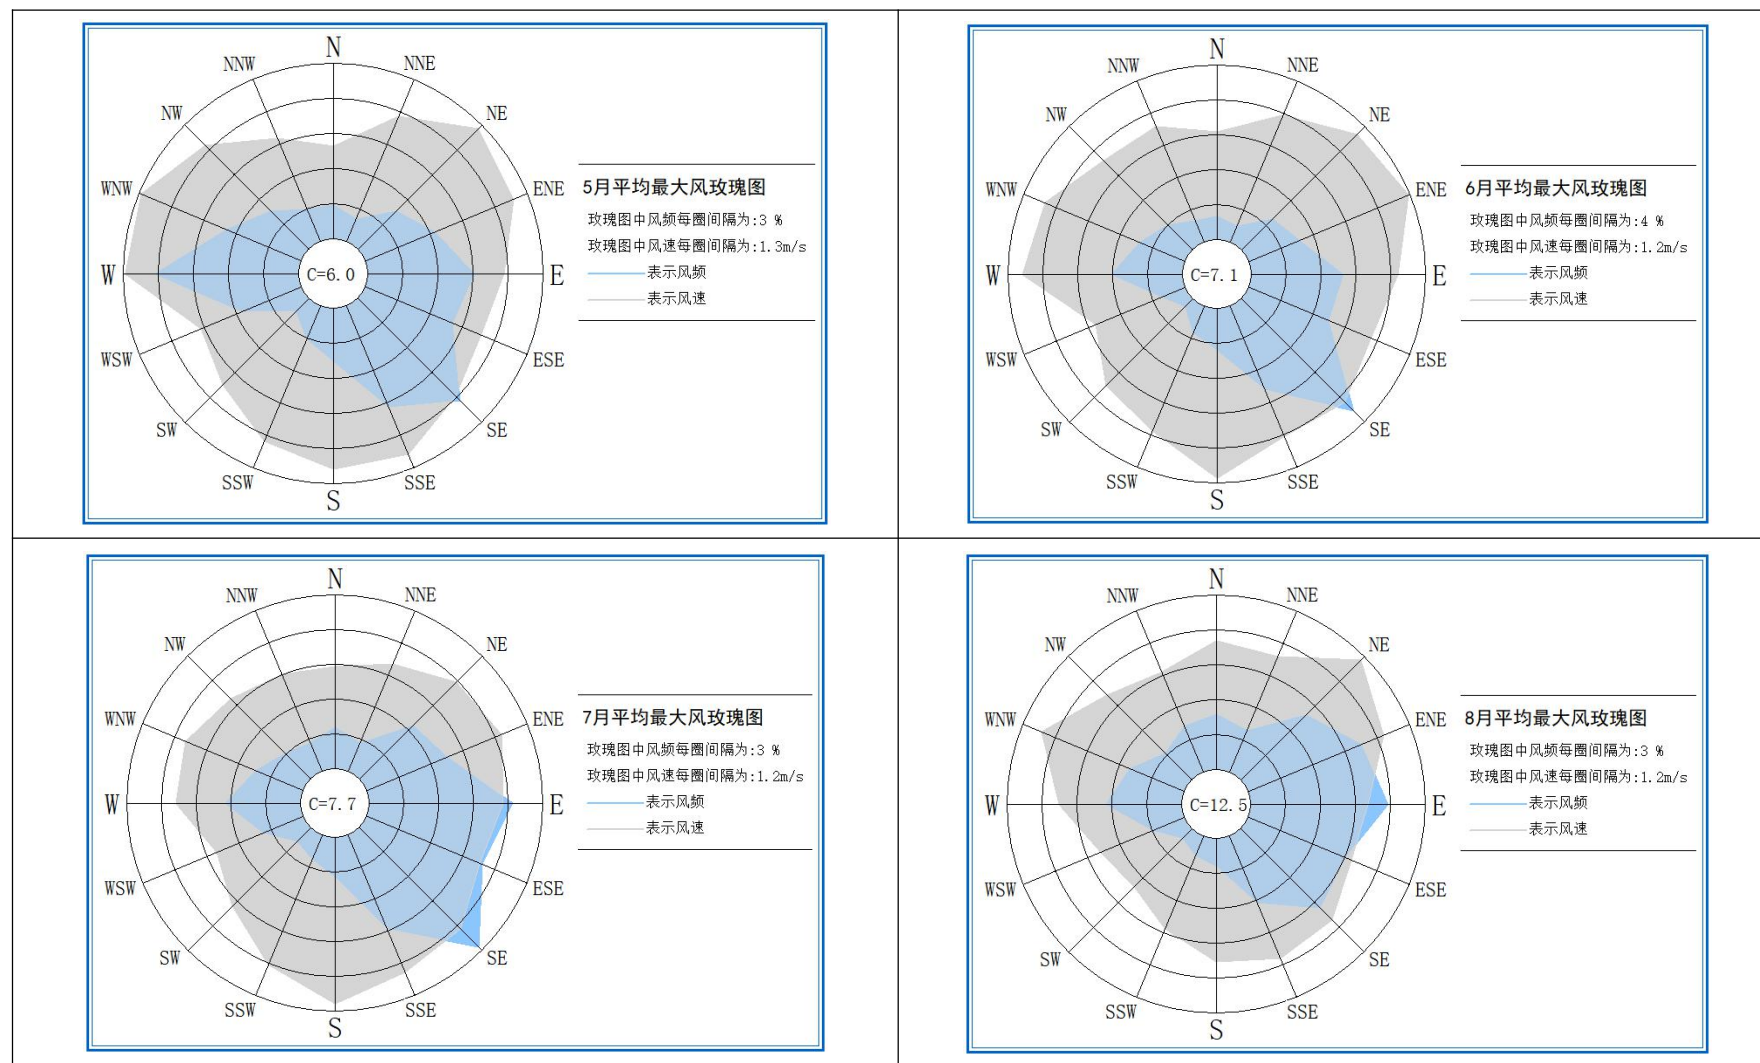 N
NNW
NNE
NW
NE
WNW
ENE
W
C=6.0
E
WSW
ESE
SW
SE
SSW
SSE
S
5月平均最大风玫瑰图
玫瑰图中风频每圈间隔为:3 %
玫瑰图中风速每圈间隔为:1.3m/s
表示风频
表示风速
N
NNW
NNE
NW
NE
WNW
ENE
W
C=7.1
E
WSW
ESE
SW
SE
SSW
SSE
S
6月平均最大风玫瑰图
玫瑰图中风频每圈间隔为:4 %
玫瑰图中风速每圈间隔为:1.2m/s
表示风频
表示风速
N
NNW
NNE
NW
NE
WNW
ENE
W
C=7.7
E
WSW
ESE
SW
SE
SSW
SSE
S
7月平均最大风玫瑰图
玫瑰图中风频每圈间隔为:3 %
玫瑰图中风速每圈间隔为:1.2m/s
表示风频
表示风速
N
NNW
NNE
NW
NE
WNW
ENE
W
C=12.5
E
WSW
ESE
SW
SE
SSW
SSE
S
8月平均最大风玫瑰图
玫瑰图中风频每圈间隔为:3 %
玫瑰图中风速每圈间隔为:1.2m/s
表示风频
表示风速